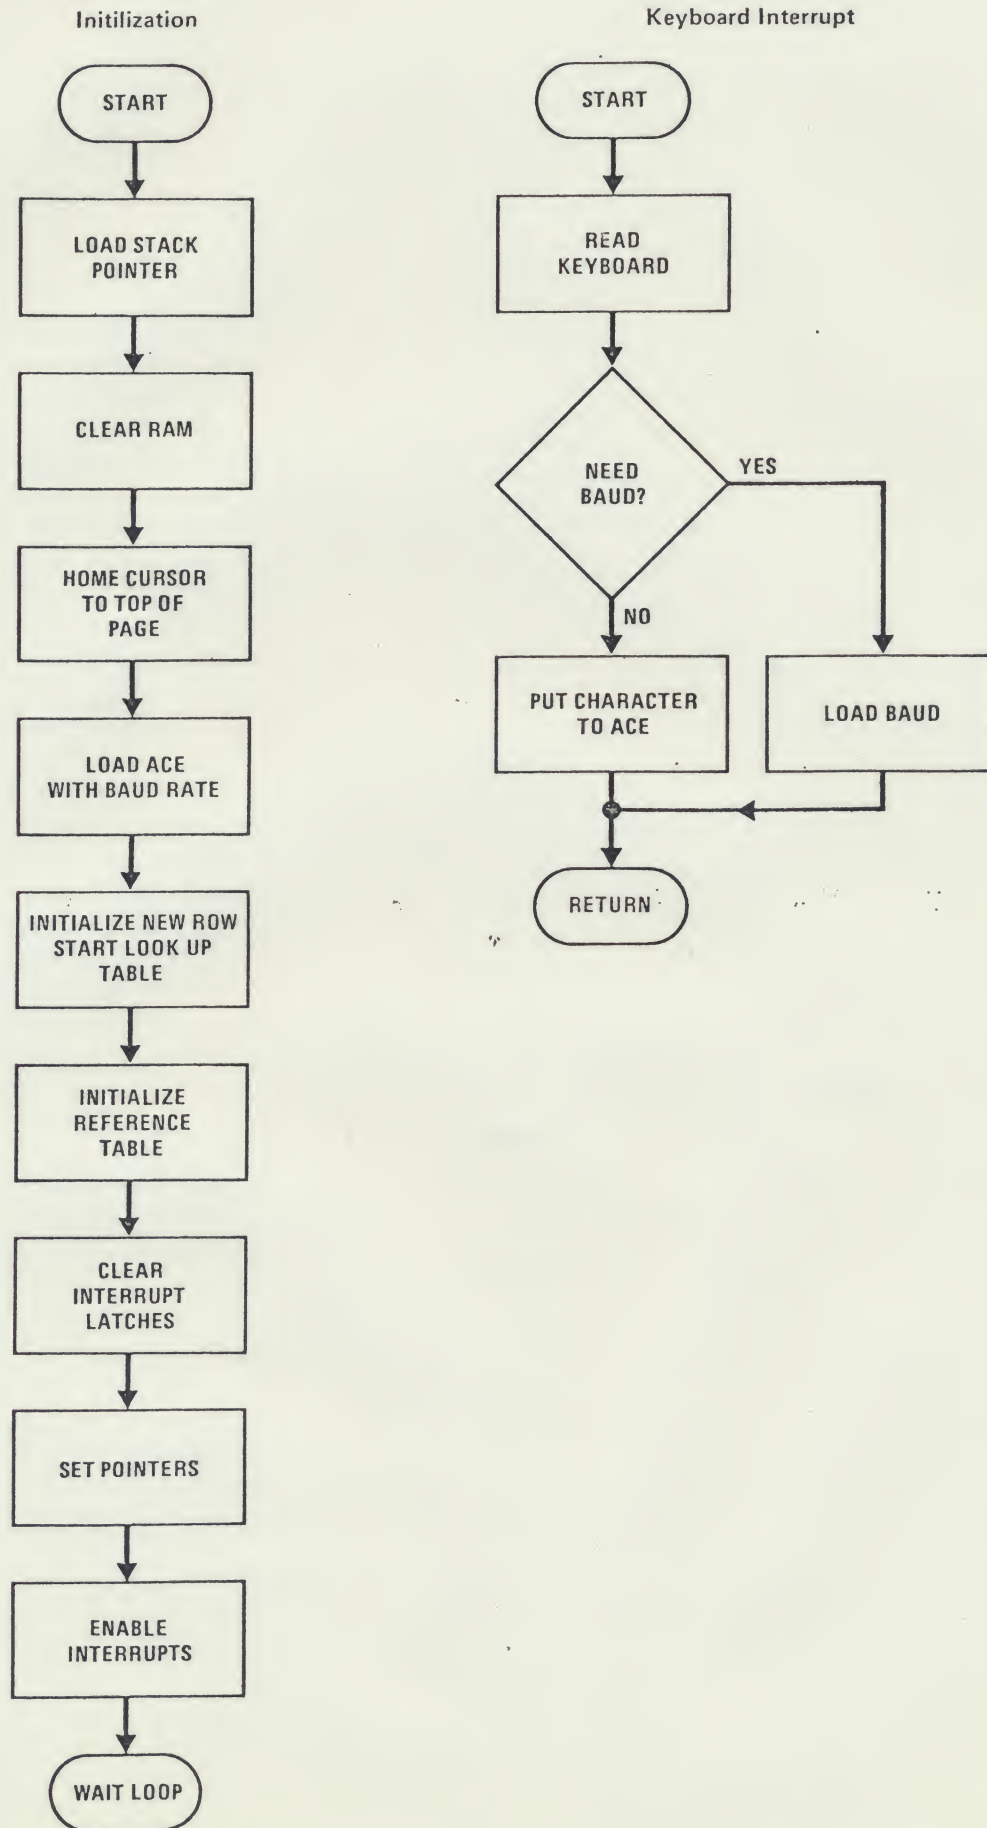 Initilization
START
LOAD STACK
POINTER
CLEAR RAM
HOME CURSOR
TO TOP OF
PAGE
LOAD ACE
WITH BAUD RATE
INITIALIZE NEW ROW
START LOOK UP
TABLE
INITIALIZE
REFERENCE
TABLE
CLEAR
INTERRUPT
LATCHES
SET POINTERS
ENABLE
INTERRUPTS
WAIT LOOP
Keyboard Interrupt
START
READ
KEYBOARD
NEED
BAUD?
YES
NO
PUT CHARACTER
TO ACE
LOAD BAUD
RETURN